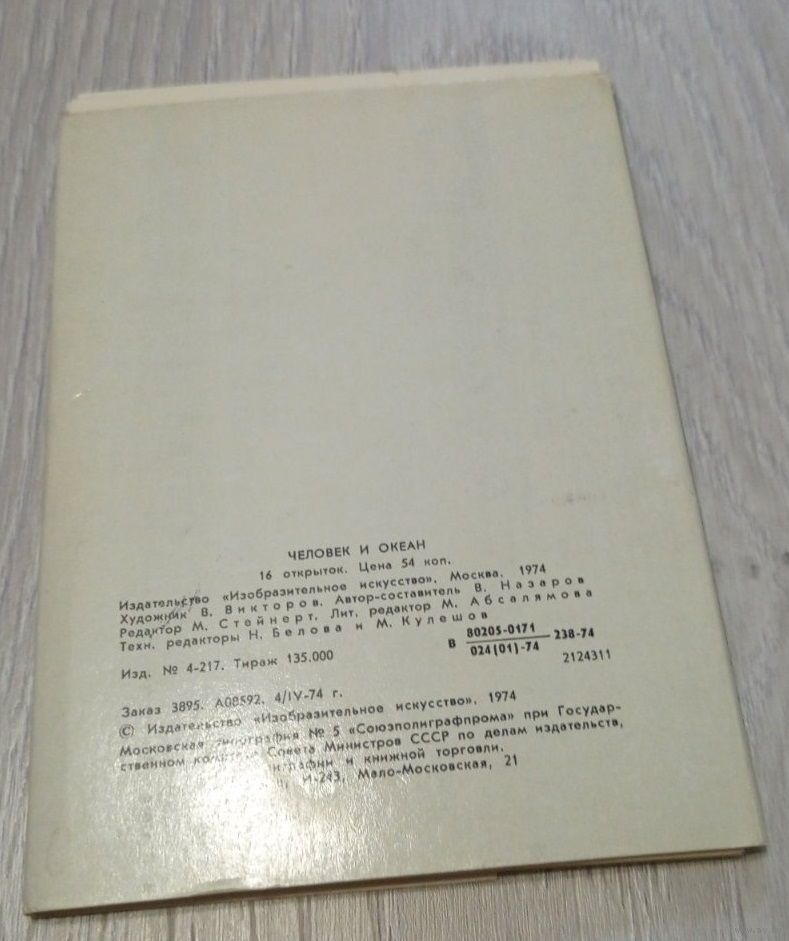 ЧЕЛОВЕК И ОКЕАН
16 открыток. Цена 54 коп.
Издательство «Изобразительное искусство». Москва. 1974
Художник В. Викторов. Автор-составитель В. Назаров
Редактор М. Стейнерт. Лит. редактор М. Абсалямова
Техн. редакторы Н. Белова и М. Кулешов
Изд. № 4-217. Тираж 135.000
В 80205-0171
024(01)-74
238-74
2124311
Заказ 3895. А08592. 4/IV-74 г.
© Издательство «Изобразительное искусство», 1974
Московская типография № 5 «Союзполиграфпрома» при Государ-
ственном Совета Министров СССР по делам издательств,
и книжной торговли.
И-243, Мало-Московская, 21